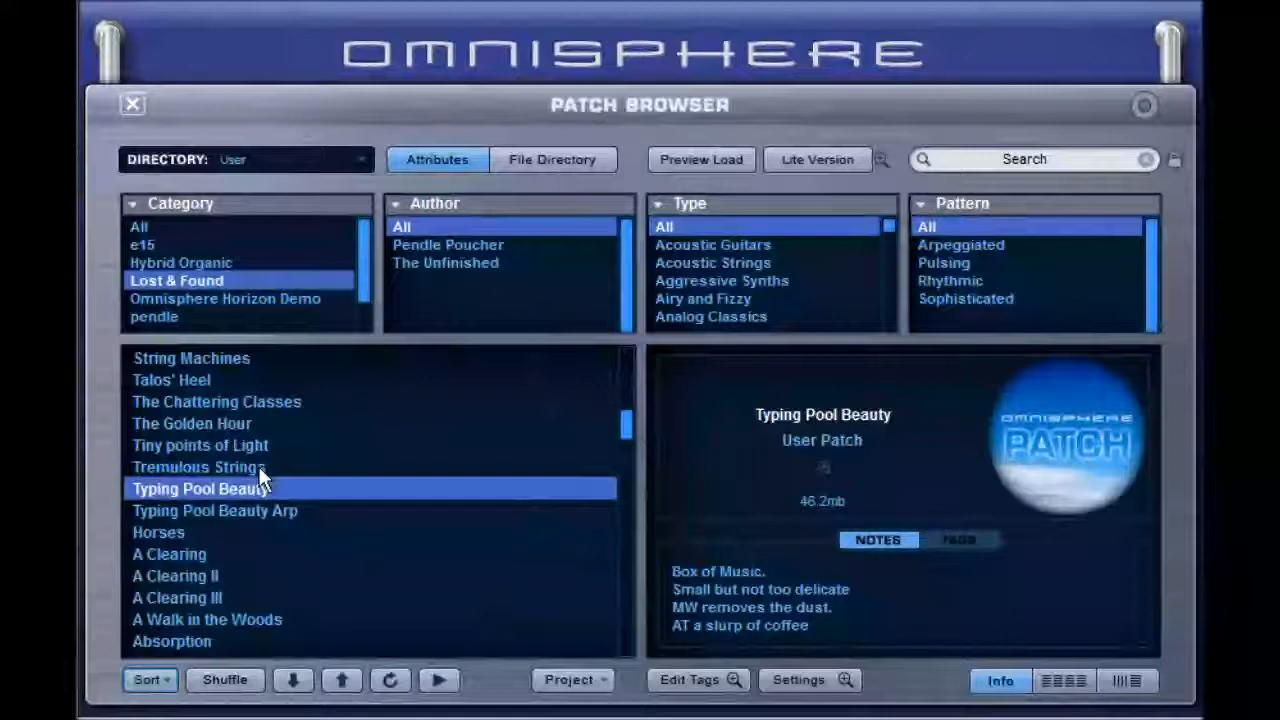 OMNISPHERE
PATCH BROWSER
DIRECTORY: User
Attributes
File Directory
Preview Load
Lite Version
Search
Category
All
e15
Hybrid Organic
Lost & Found
Omnisphere Horizon Demo
pendle
Author
All
Pendle Poucher
The Unfinished
Type
All
Acoustic Guitars
Acoustic Strings
Aggressive Synths
Airy and Fizzy
Analog Classics
Pattern
All
Arpeggiated
Pulsing
Rhythmic
Sophisticated
String Machines
Talos' Heel
The Chattering Classes
The Golden Hour
Tiny points of Light
Tremulous Strings
Typing Pool Beauty
Typing Pool Beauty Arp
Horses
A Clearing
A Clearing II
A Clearing III
A Walk in the Woods
Absorption
Typing Pool Beauty
User Patch
46.2mb
OMNISPHERE
PATCH
NOTES
TAGS
Box of Music.
Small but not too delicate
MW removes the dust.
AT a slurp of coffee
Sort
Shuffle
Project
Edit Tags
Settings
Info